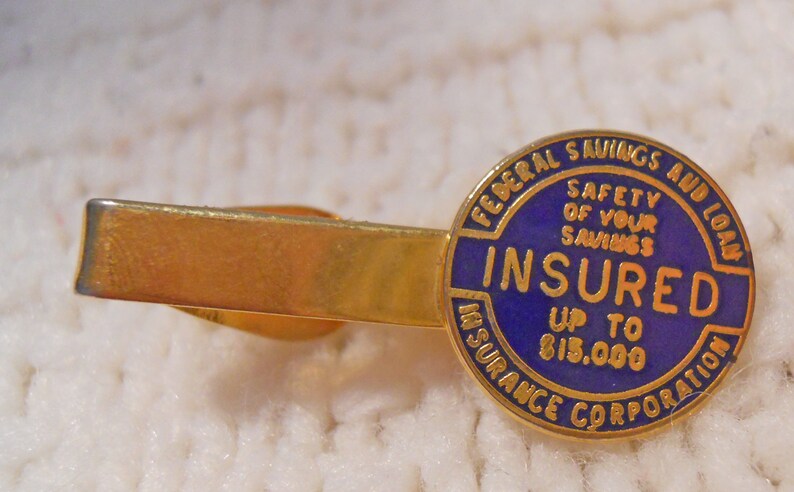 FEDERAL SAVINGS AND LOAN
SAFETY
OF YOUR
SAVINGS
INSURED
UP TO
$15.000
INSURANCE CORPORATION